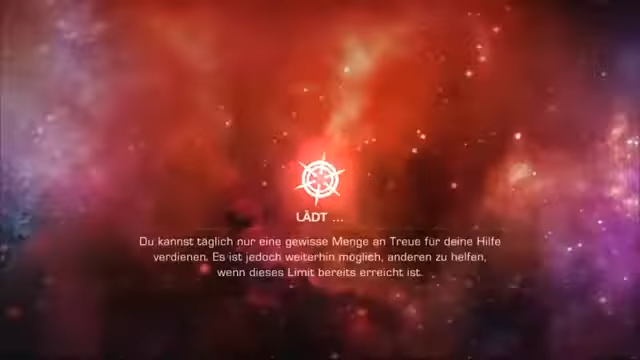 LÄDT ...
Du kannst täglich nur eine gewisse Menge an Treue für deine Hilfe
verdienen. Es ist jedoch weiterhin möglich, anderen zu helfen,
wenn dieses Limit bereits erreicht ist.